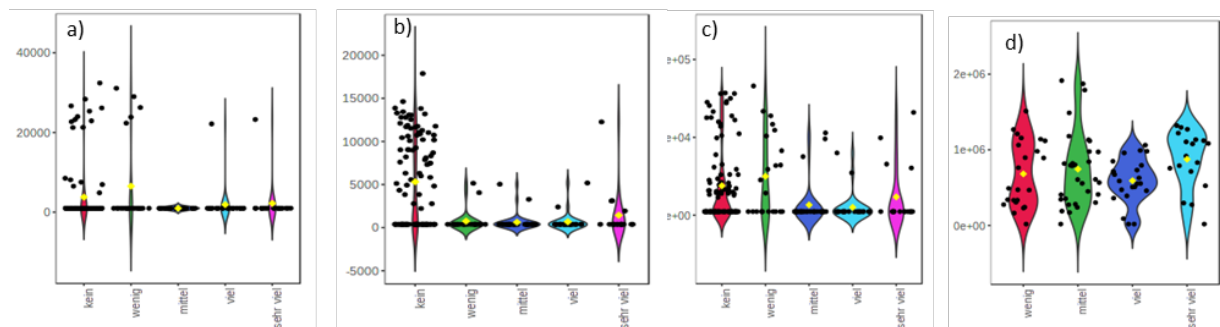 a)
40000
20000
0
kein
wenig
mittel
viel
sehr viel
b)
20000
15000
10000
5000
0
-5000
kein
wenig
mittel
viel
sehr viel
c)
e+05
e+04
e+00
kein
wenig
mittel
viel
sehr viel
d)
2e+06
1e+06
0e+00
wenig
mittel
viel
sehr viel